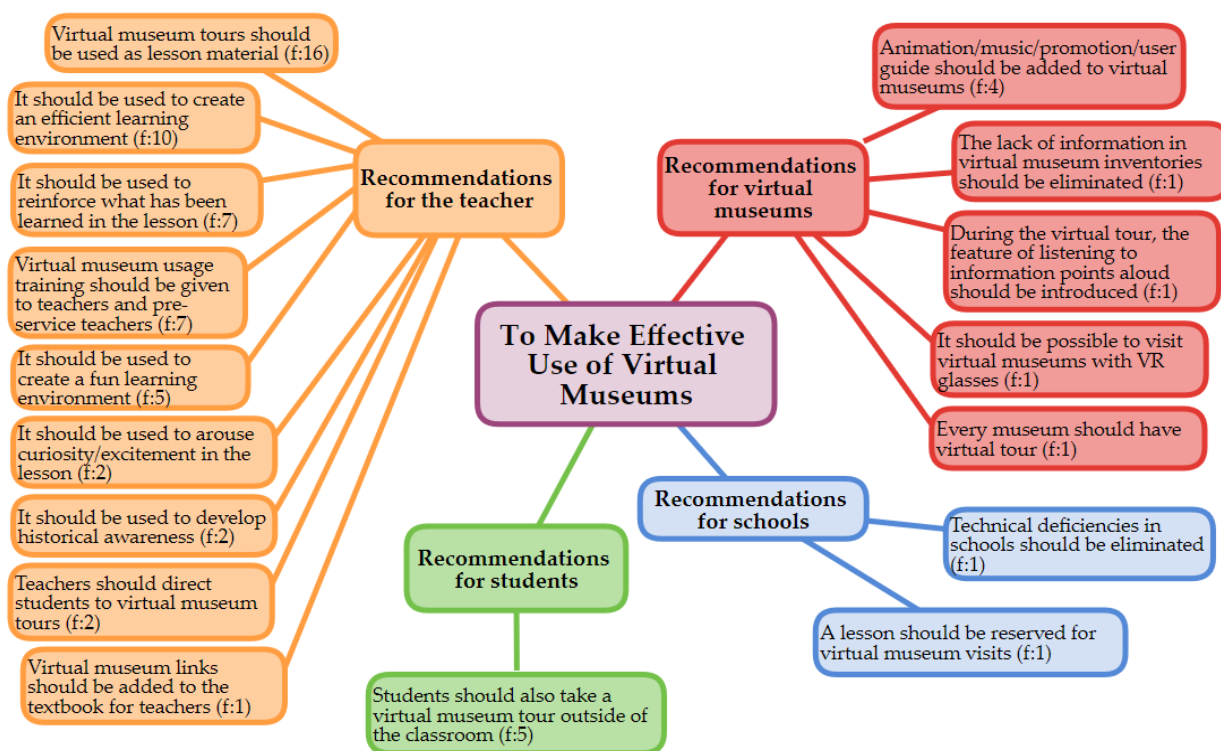 Virtual museum tours should
be used as lesson material (f:16)
It should be used to create
an efficient learning
environment (f:10)
It should be used to
reinforce what has been
learned in the lesson (f:7)
Virtual museum usage
training should be given
to teachers and pre-
service teachers (f:7)
It should be used to
create a fun learning
environment (f:5)
It should be used to arouse
curiosity/excitement in the
lesson (f:2)
It should be used to develop
historical awareness (f:2)
Teachers should direct
students to virtual museum
tours (f:2)
Virtual museum links
should be added to the
textbook for teachers (f:1)
Recommendations
for the teacher
To Make Effective
Use of Virtual
Museums
Recommendations
for virtual
museums
Animation/music/promotion/user
guide should be added to virtual
museums (f:4)
The lack of information in
virtual museum inventories
should be eliminated (f:1)
During the virtual tour, the
feature of listening to
information points aloud
should be introduced (f:1)
It should be possible to visit
virtual museums with VR
glasses (f:1)
Every museum should have
virtual tour (f:1)
Recommendations
for schools
Technical deficiencies in
schools should be eliminated
(f:1)
A lesson should be reserved for
virtual museum visits (f:1)
Recommendations
for students
Students should also take a
virtual museum tour outside of
the classroom (f:5)